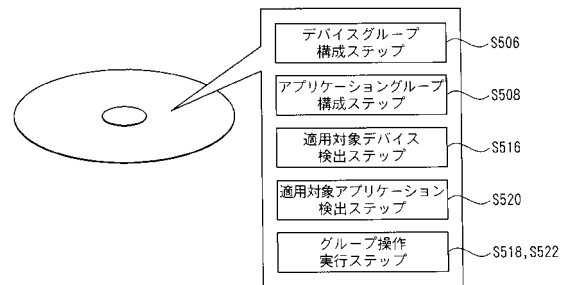 デバイスグループ
構成ステップ
S506
アプリケーショングループ
構成ステップ
S508
適用対象デバイス
検出ステップ
S516
適用対象アプリケーション
検出ステップ
S520
グループ操作
実行ステップ
S518,S522